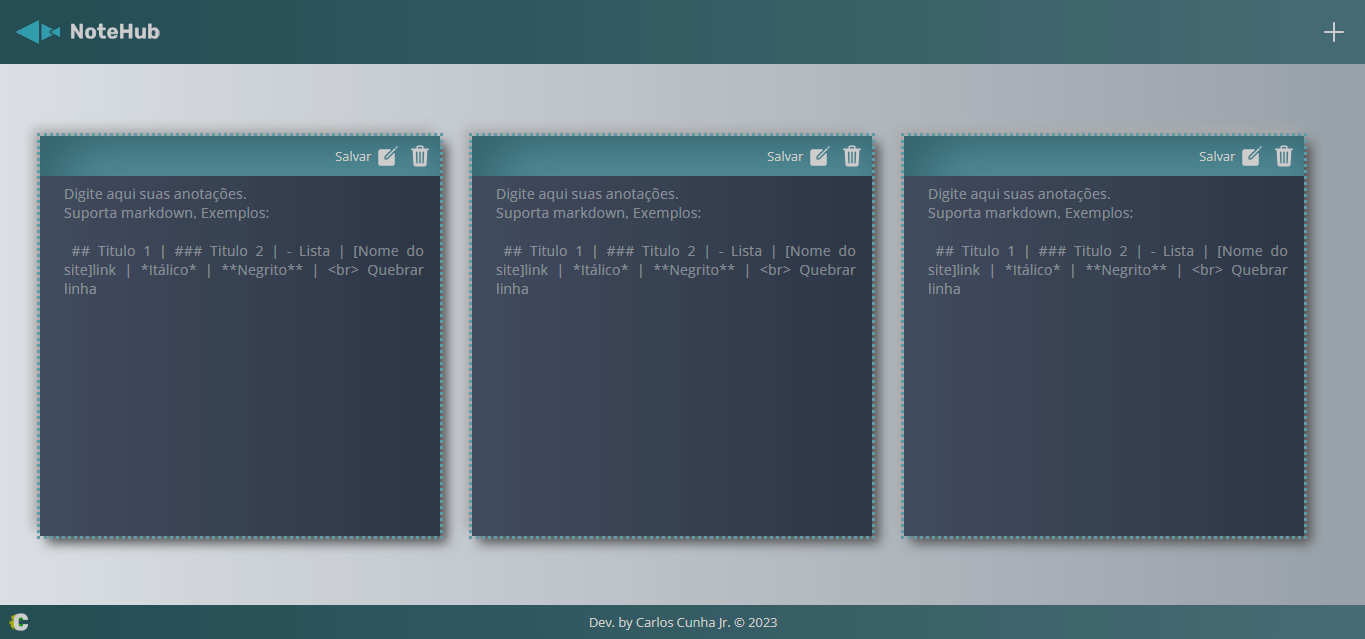 NoteHub
Salvar
Digite aqui suas anotações.
Suporta markdown, Exemplos:
## Titulo 1 | ### Titulo 2 | - Lista | [Nome do
site]link | *Itálico* | **Negrito** | <br> Quebrar
linha
Salvar
Digite aqui suas anotações.
Suporta markdown, Exemplos:
## Titulo 1 | ### Titulo 2 | - Lista | [Nome do
site]link | *Itálico* | **Negrito** | <br> Quebrar
linha
Salvar
Digite aqui suas anotações.
Suporta markdown, Exemplos:
## Titulo 1 | ### Titulo 2 | - Lista | [Nome do
site]link | *Itálico* | **Negrito** | <br> Quebrar
linha
C
Dev. by Carlos Cunha Jr. © 2023